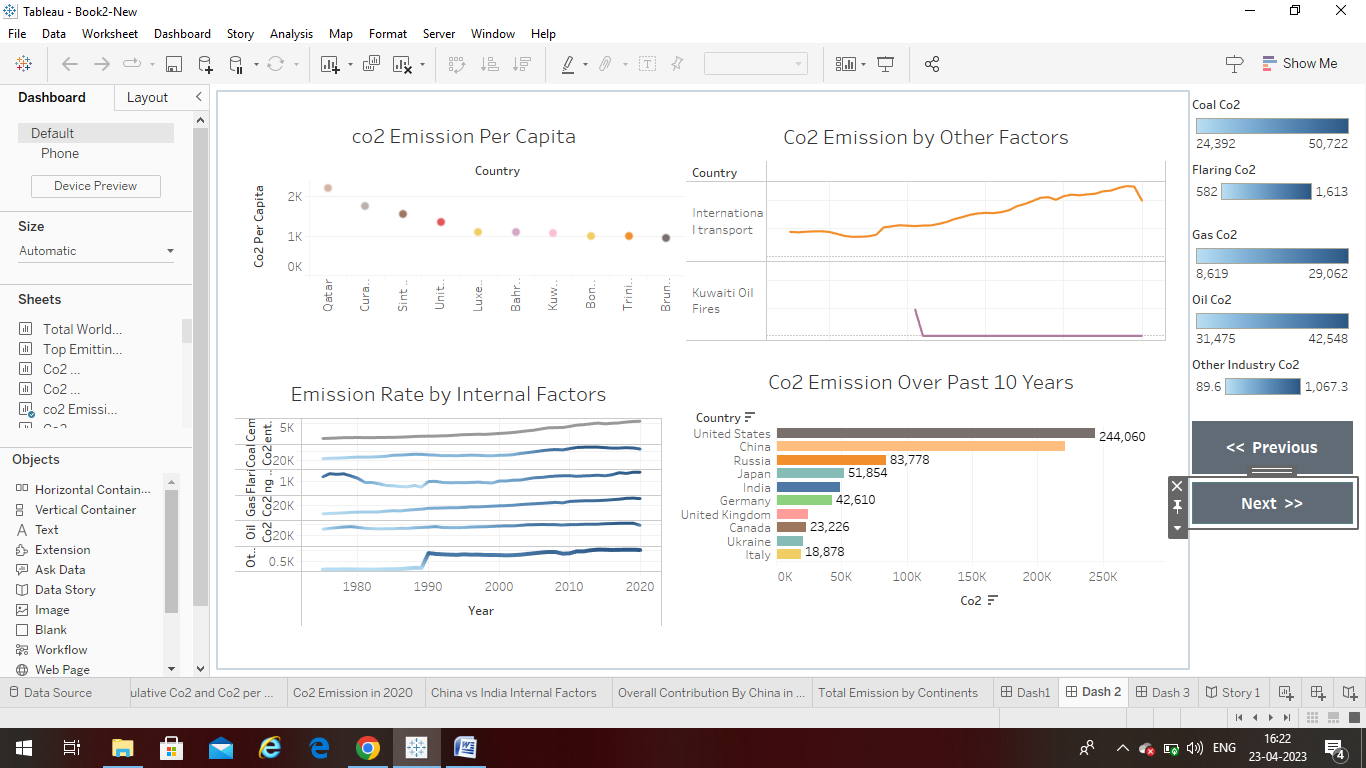 Tableau - Book2-New
File Data Worksheet Dashboard Story Analysis Map Format Server Window Help
Show Me
Dashboard Layout
Default
Phone
Device Preview
Size
Automatic
Sheets
Total World...
Top Emittin...
Co2 ...
Co2 ...
co2 Emissi...
Objects
Horizontal Contain...
Vertical Container
Text
Extension
Ask Data
Data Story
Image
Blank
Workflow
Web Page
co2 Emission Per Capita
Country
Co2 Per Capita
2K
1K
0K
Qatar
Cura..
Sint ..
Unit..
Luxe..
Bahr..
Kuw..
Bon..
Trini..
Brun..
Co2 Emission by Other Factors
Country
Internationa
l transport
Kuwaiti Oil
Fires
Emission Rate by Internal Factors
Cem
ent..
5K
Coal
Co2
20K
Flari
ng ..
1K
Gas
Co2
20K
Oil
Co2
20K
Ot..
0.5K
1980 1990 2000 2010 2020
Year
Co2 Emission Over Past 10 Years
Country
United States 244,060
China
Russia 83,778
Japan 51,854
India
Germany 42,610
United Kingdom
Canada 23,226
Ukraine
Italy 18,878
0K 50K 100K 150K 200K 250K
Co2
Coal Co2
24,392 50,722
Flaring Co2
582 1,613
Gas Co2
8,619 29,062
Oil Co2
31,475 42,548
Other Industry Co2
89.6 1,067.3
<< Previous
Next >>
Data Source ulative Co2 and Co2 per ... Co2 Emission in 2020 China vs India Internal Factors Overall Contribution By China in ... Total Emission by Continents Dash1 Dash 2 Dash 3 Story 1
ENG
16:22
23-04-2023
4